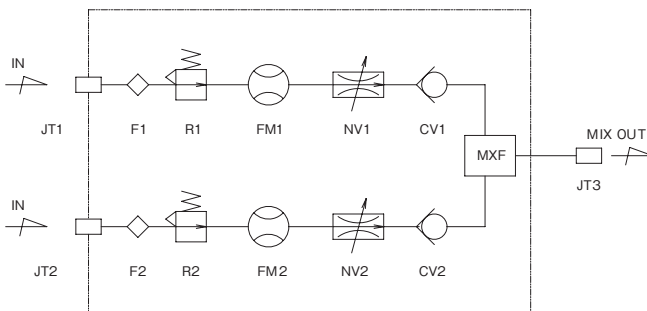 IN
JT1 F1 R1 FM1 NV1 CV1
MXF
MIX OUT
JT3
IN
JT2 F2 R2 FM2 NV2 CV2